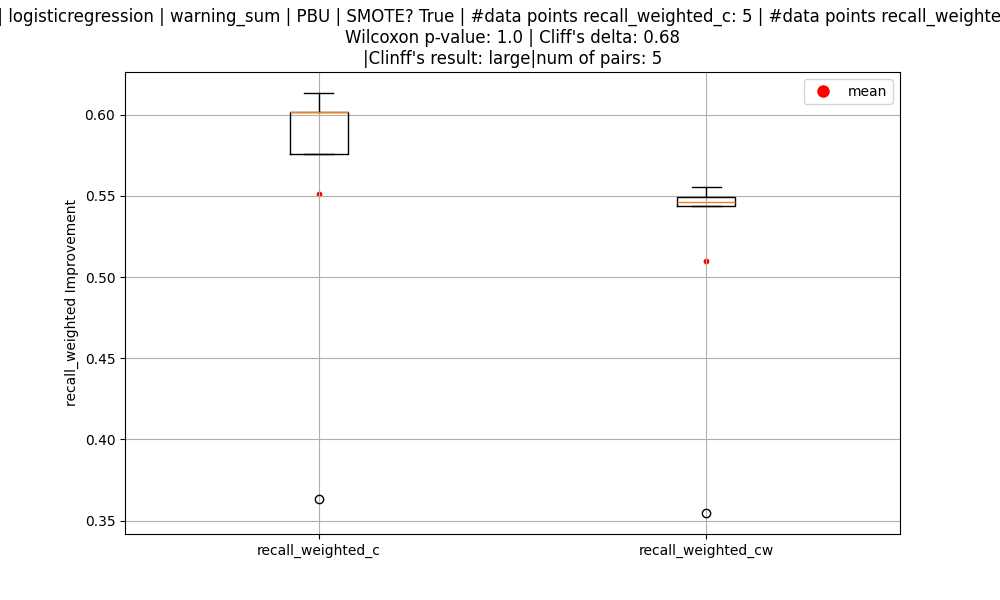 | logisticregression | warning_sum | PBU | SMOTE? True | #data points recall_weighted_c: 5 | #data points
Wilcoxon p-value: 1.0 | Cliff's delta: 0.68
|Clinff's result: large|num of pairs: 5
mean
0.60
0.55
0.50
0.45
0.40
0.35
recall_weighted Improvement
recall_weighted_c
recall_weighted_cw